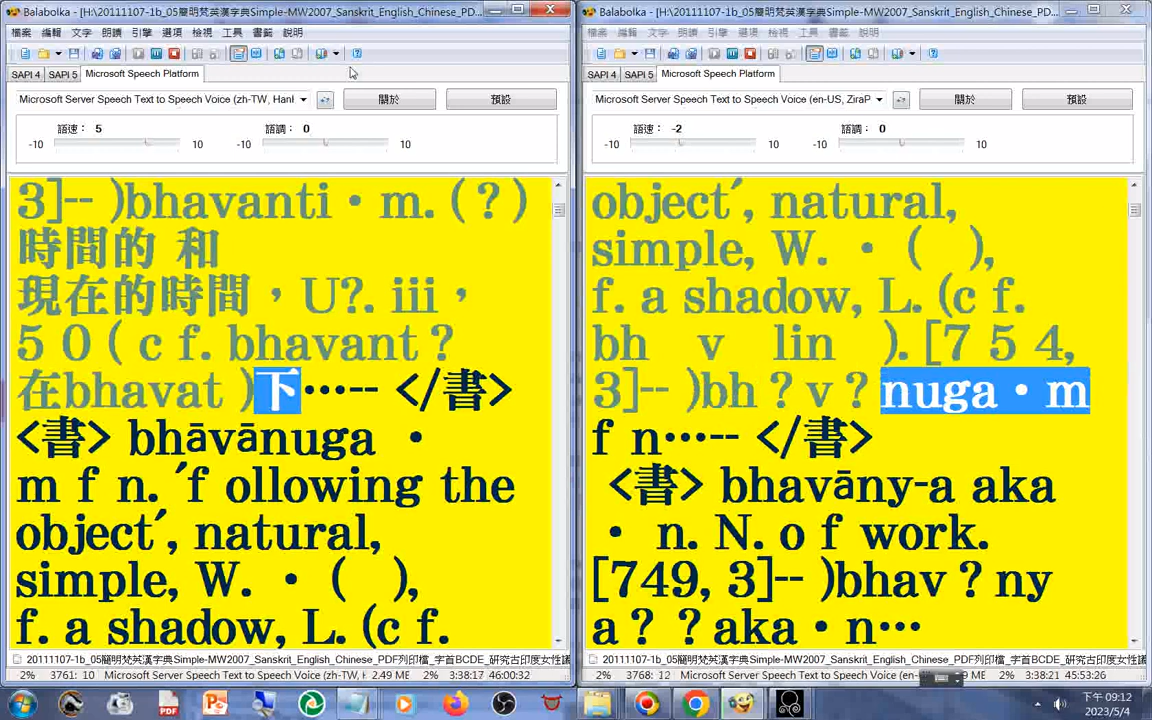 Balabolka - [H:\20111107-1b_05簡明梵英漢字典Simple-MW2007_Sanskrit_English_Chinese_PD...
檔案 編輯 文字 朗讀 引擎 選項 檢視 工具 書籤 說明
SAPI 4 SAPI 5 Microsoft Speech Platform
Microsoft Server Speech Text to Speech Voice (zh-TW, Hanl 關於 預設
語速： 5 語調： 0
-10 10 -10 10
3]-- )bhavanti・m. (？)
時間的 和
現在的時間，U?. iii，
5 0 ( c f. bhavant？
在bhavat )下…-- </書>
<書> bhāvānuga ・
m f n. ′f ollowing the
object′, natural,
simple, W. ・ ( ),
f. a shadow, L. (c f.
20111107-1b_05簡明梵英漢字典Simple-MW2007_Sanskrit_English_Chinese_PDF列印檔_字首BCDE_研究古印度女性議
2% 3761: 10 Microsoft Server Speech Text to Speech Voice (zh-TW, H 2.49 ME 2% 3:38:17 46:00:32
Balabolka - [H:\20111107-1b_05簡明梵英漢字典Simple-MW2007_Sanskrit_English_Chinese_PD...
檔案 編輯 文字 朗讀 引擎 選項 檢視 工具 書籤 說明
SAPI 4 SAPI 5 Microsoft Speech Platform
Microsoft Server Speech Text to Speech Voice (en-US, ZiraP 關於 預設
語速： -2 語調： 0
-10 10 -10 10
object′, natural,
simple, W. ・ ( ),
f. a shadow, L. (c f.
bh v lin ). [7 5 4,
3]-- )bh？v？nuga・m
f n…-- </書>
<書> bhavāny-a aka
・ n. N. o f work.
[749, 3]-- )bhav？ny
a？？aka・n…
20111107-1b_05簡明梵英漢字典Simple-MW2007_Sanskrit_English_Chinese_PDF列印檔_字首BCDE_研究古印度女性議
2% 3768: 12 Microsoft Server Speech Text to Speech Voice (en-U 9 ME 2% 3:38:21 45:53:26
下午 09:12
2023/5/4